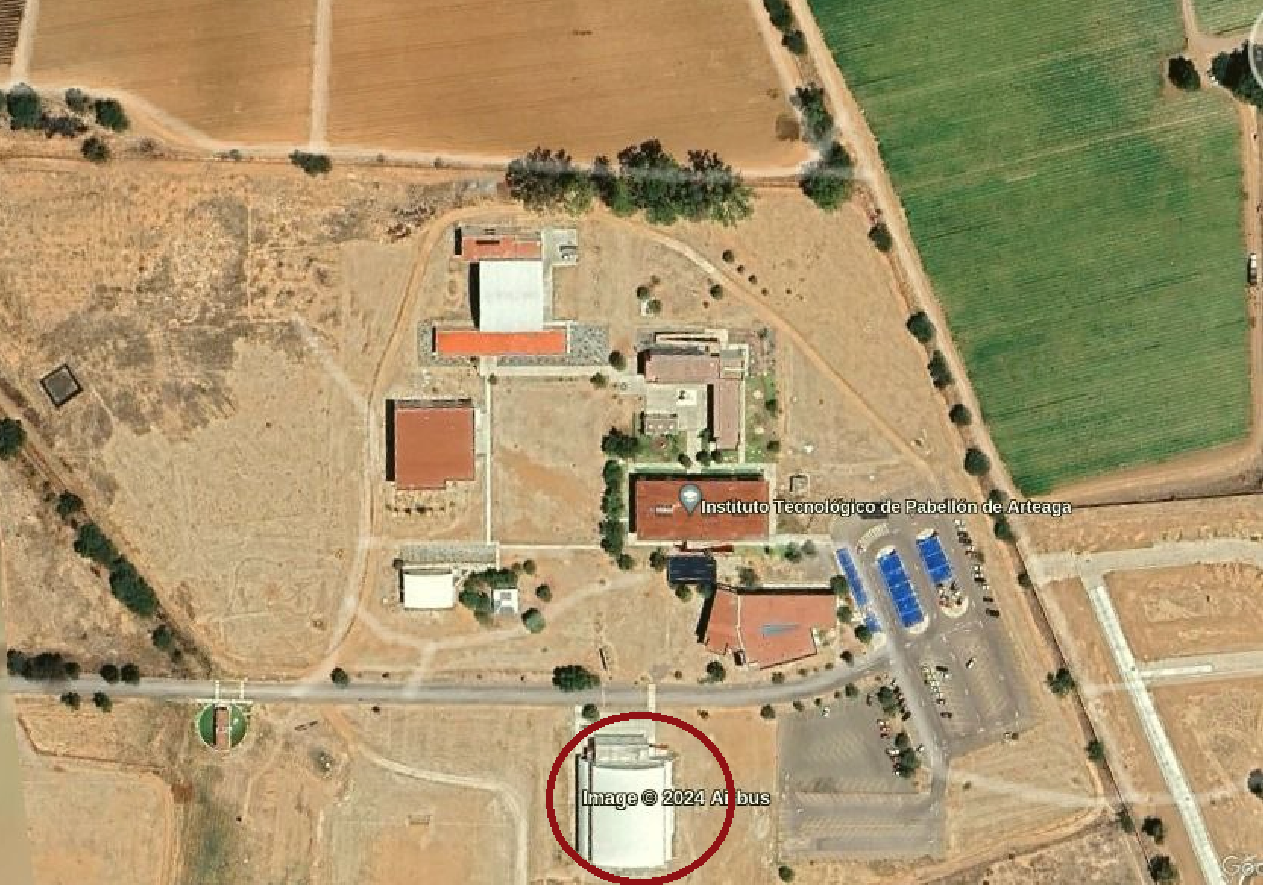 Instituto Tecnológico de Pabellón de Arteaga
Image © 2024 Airbus